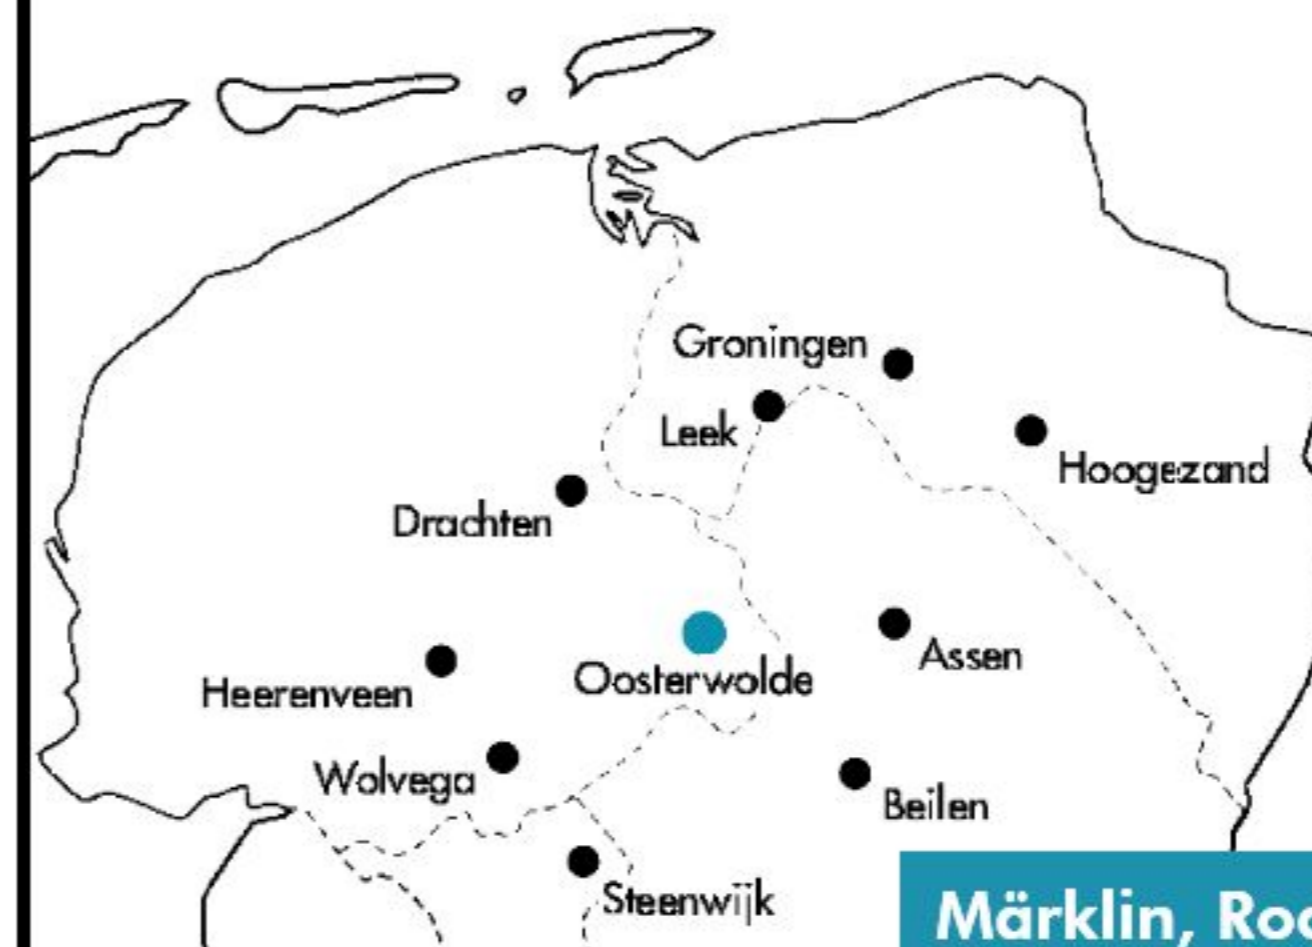 Groningen
Leek
Hoogezand
Drachten
Assen
Oosterwolde
Heerenveen
Wolvega
Beilen
Steenwijk
Märklin,